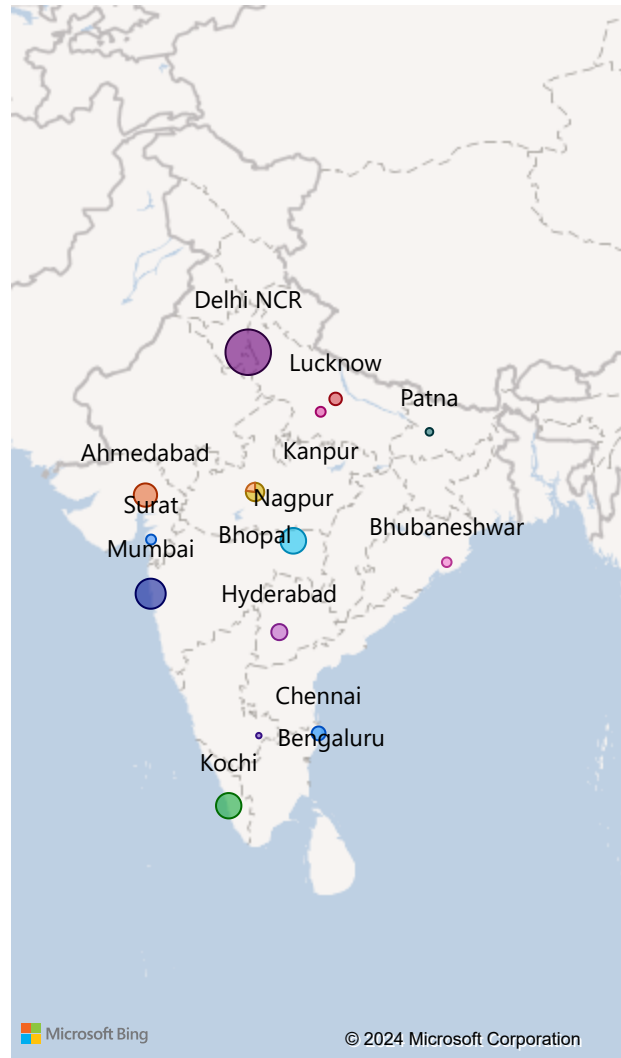 Delhi NCR
Lucknow
Patna
Kanpur
Ahmedabad
Surat
Nagpur
Mumbai
Bhopal
Bhubaneshwar
Hyderabad
Chennai
Bengaluru
Kochi
Microsoft Bing
© 2024 Microsoft Corporation